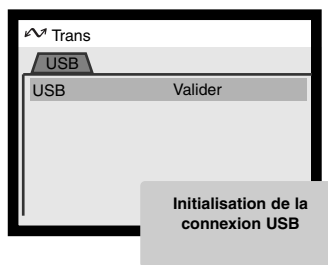 Trans
USB
USB Valider
Initialisation de la
connexion USB